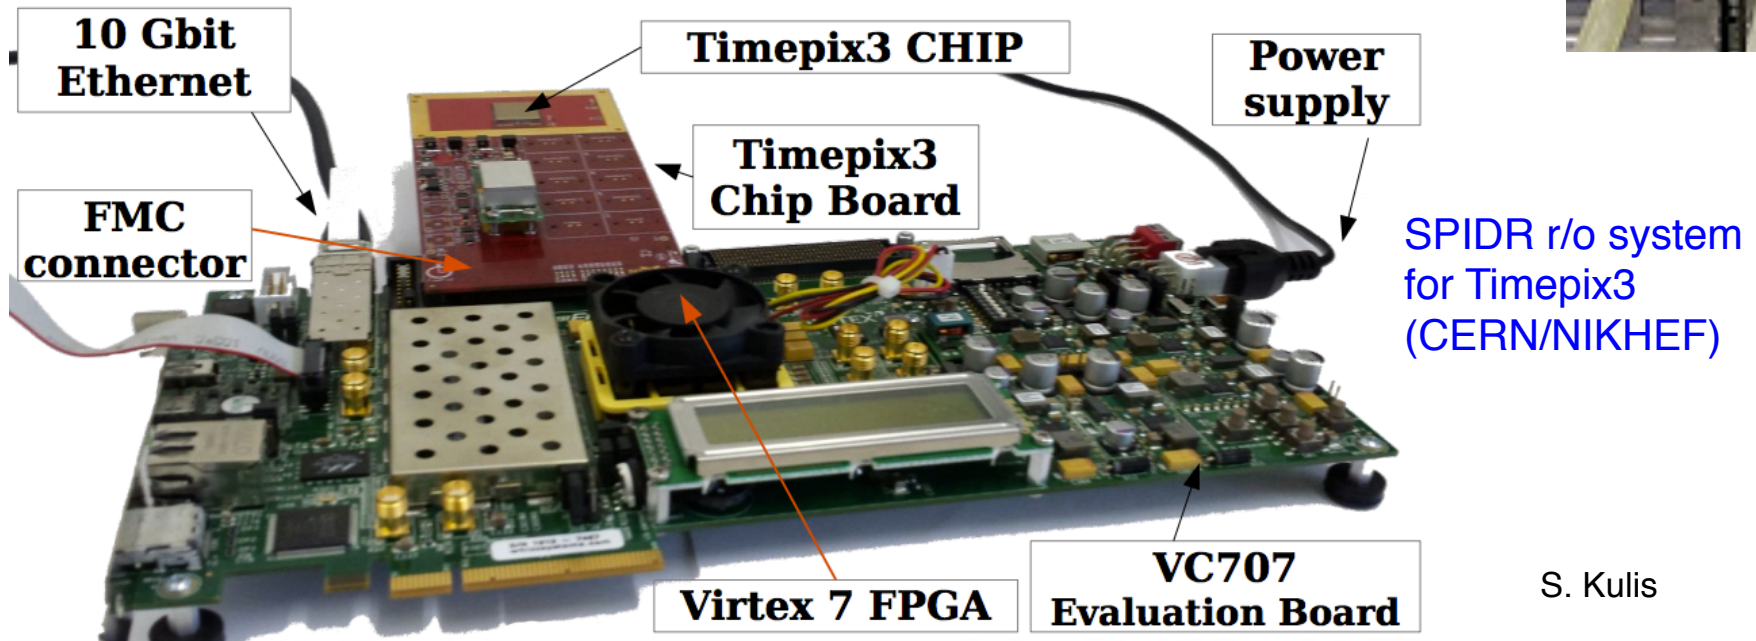 10 Gbit
Ethernet
Timepix3 CHIP
Power
supply
Timepix3
Chip Board
FMC
connector
SPIDR r/o system
for Timepix3
(CERN/NIKHEF)
Virtex 7 FPGA
VC707
Evaluation Board
S. Kulis